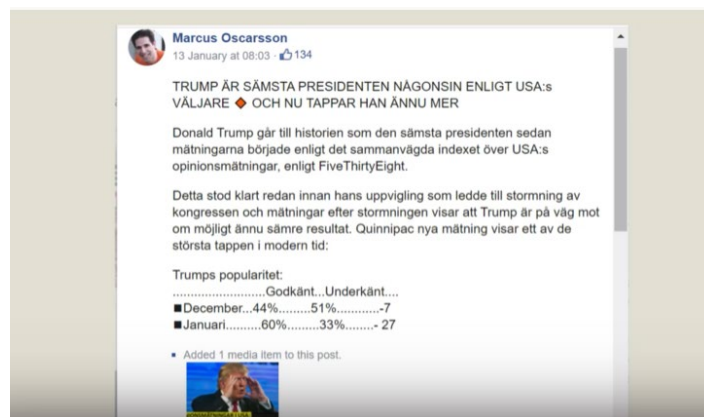 Marcus Oscarsson
13 January at 08:03 · 134
TRUMP ÄR SÄMSTA PRESIDENTEN NÅGONSIN ENLIGT USA:s
VÄLJARE 🔸 OCH NU TAPPAR HAN ÄNNU MER
Donald Trump går till historien som den sämsta presidenten sedan
mätningarna började enligt det sammanvägda indexet över USA:s
opinionsmätningar, enligt FiveThirtyEight.
Detta stod klart redan innan hans uppvigling som ledde till stormning av
kongressen och mätningar efter stormningen visar att Trump är på väg mot
om möjligt ännu sämre resultat. Quinnipac nya mätning visar ett av de
största tappen i modern tid:
Trumps popularitet:
............................Godkänt...Underkänt....
■December...44%.........51%............-7
■Januari..........60%........33%........- 27
▪ Added 1 media item to this post.